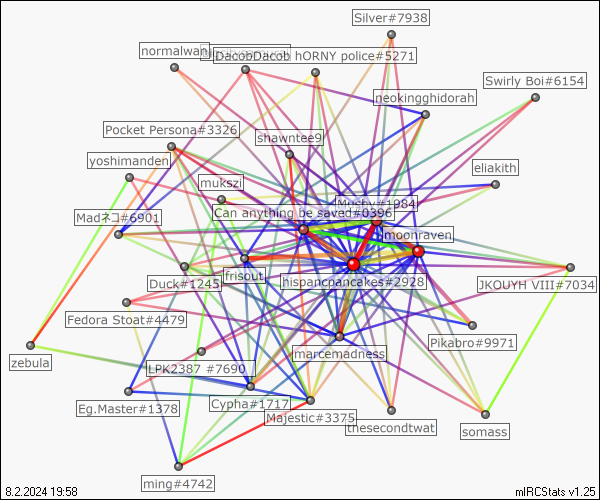 Silver#7938
normalwan
DacobDacob hORNY police#5271
Swirly Boi#6154
neokingghidorah
Pocket Persona#3326
shawntee9
yoshimanden
eliakith
mukszi
Musby#1984
Can anything be saved#0396
Madネコ#6901
moonraven
frisout
Duck#1245
hispancpancakes#2928
JKOUYH VIII#7034
Fedora Stoat#4479
Pikabro#9971
marcemadness
zebula
LPK2387 #7690
Cypha#1717
Eg.Master#1378
Majestic#3375
thesecondtwat
somass
ming#4742
8.2.2024 19:58
mIRCStats v1.25